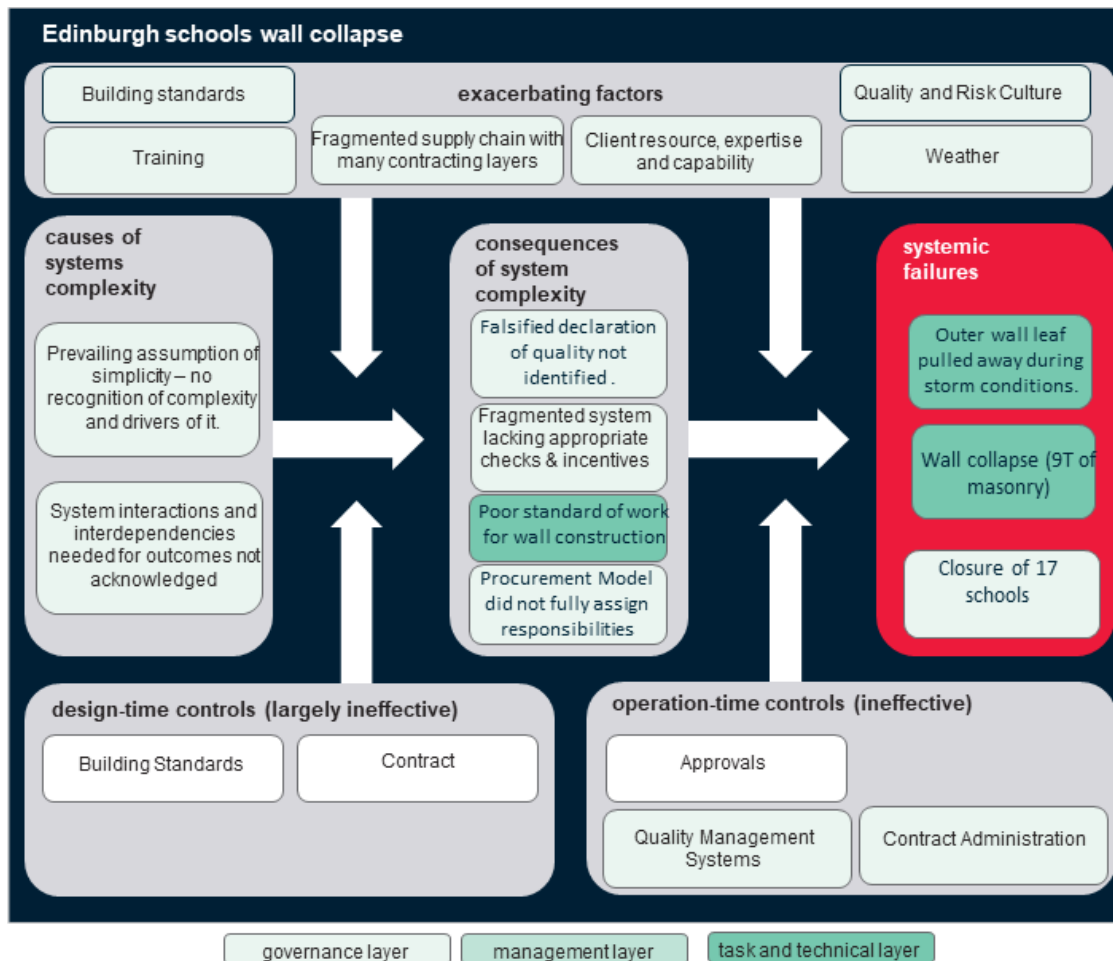 Edinburgh schools wall collapse
exacerbating factors
Building standards
Training
Fragmented supply chain with
many contracting layers
Client resource, expertise
and capability
Quality and Risk Culture
Weather
causes of
systems
complexity
Prevailing assumption of
simplicity – no
recognition of complexity
and drivers of it.
System interactions and
interdependencies
needed for outcomes not
acknowledged
consequences
of system
complexity
Falsified declaration
of quality not
identified .
Fragmented system
lacking appropriate
checks & incentives
Poor standard of work
for wall construction
Procurement Model
did not fully assign
responsibilities
systemic
failures
Outer wall leaf
pulled away during
storm conditions.
Wall collapse (9T of
masonry)
Closure of 17
schools
design-time controls (largely ineffective)
Building Standards
Contract
operation-time controls (ineffective)
Approvals
Quality Management
Systems
Contract Administration
governance layer
management layer
task and technical layer